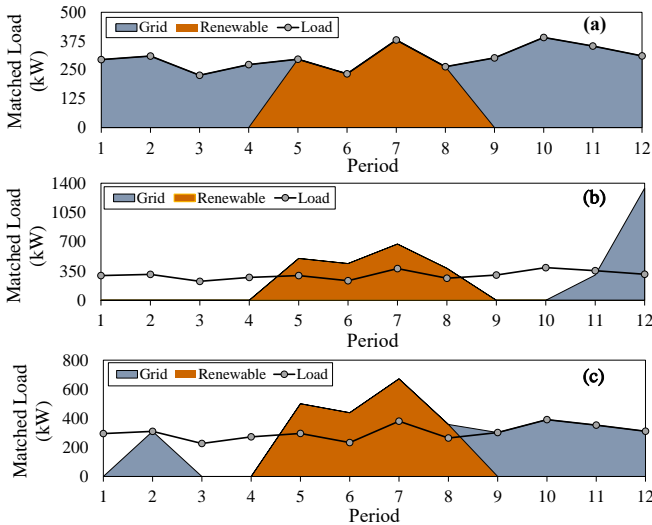 500
375
250
125
0
Matched Load
(kW)
Grid Renewable Load
(a)
1 2 3 4 5 6 7 8 9 10 11 12
Period
1400
1050
700
350
0
Matched Load
(kW)
Grid Renewable Load
(b)
1 2 3 4 5 6 7 8 9 10 11 12
Period
800
600
400
200
0
Matched Load
(kW)
Grid Renewable Load
(c)
1 2 3 4 5 6 7 8 9 10 11 12
Period